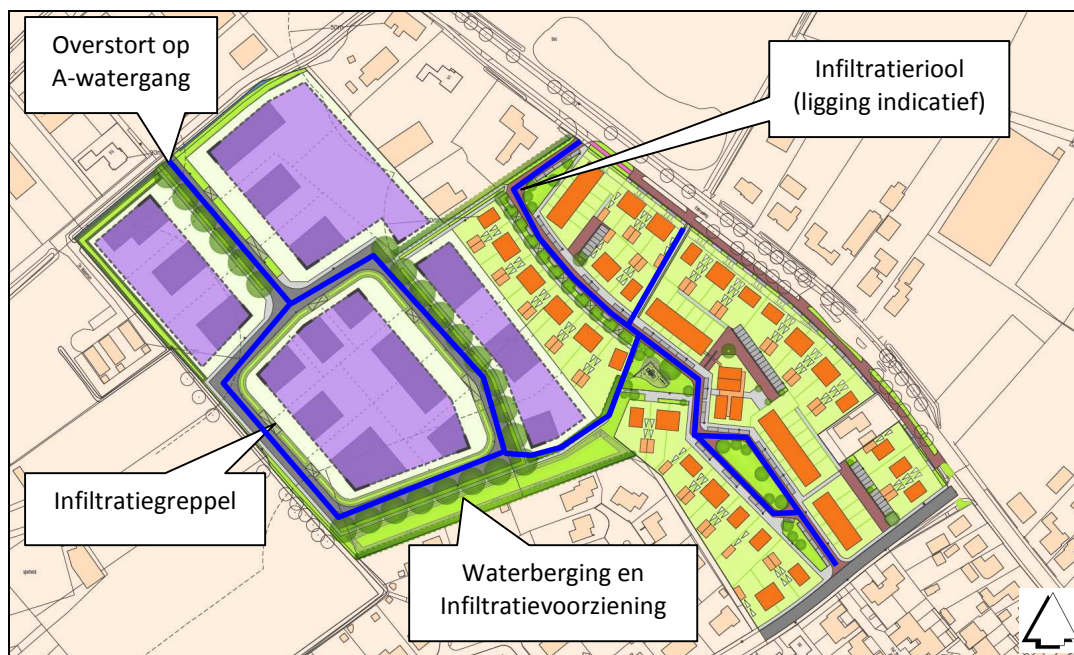 Overstort op
A-watergang
Infiltratieriool
(ligging indicatief)
Infiltratiegreppel
Waterberging en
Infiltratievoorziening